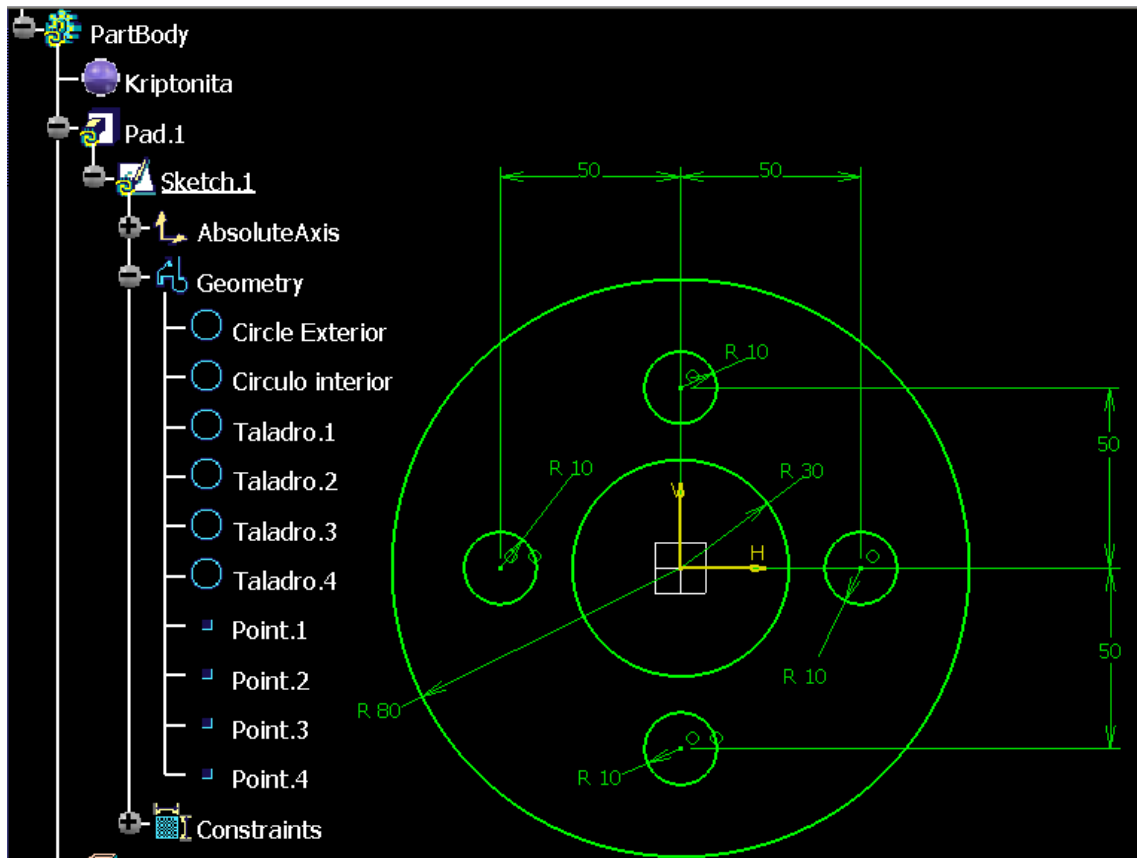 PartBody
Kriptonita
Pad.1
Sketch.1
AbsoluteAxis
Geometry
Circle Exterior
Circulo interior
Taladro.1
Taladro.2
Taladro.3
Taladro.4
Point.1
Point.2
Point.3
Point.4
Constraints
50
50
R 10
50
R 10
R 30
V
H
50
R 10
R 80
R 10